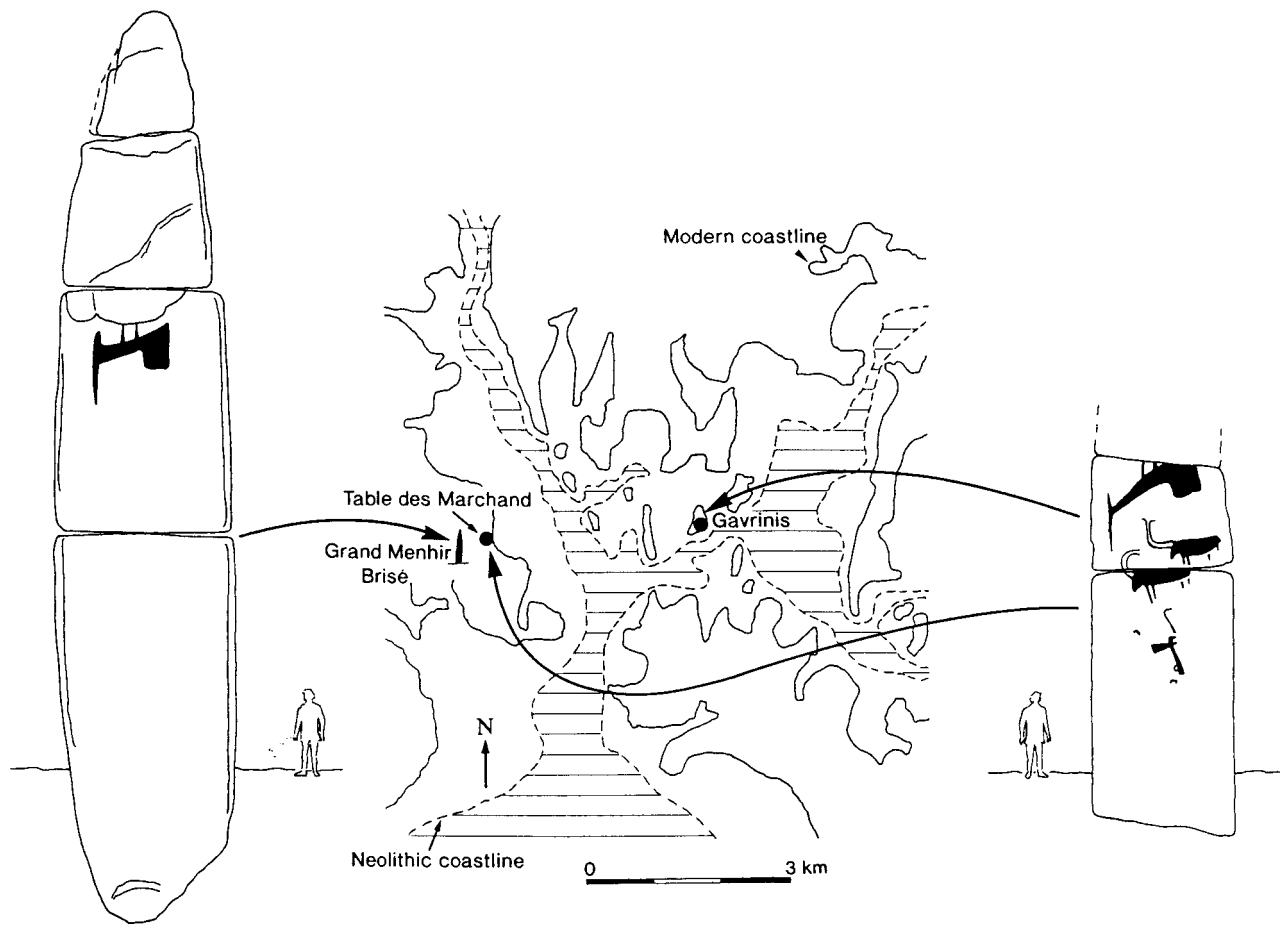 Modern coastline
Table des Marchand
Gavrinis
Grand Menhir
Brisé
N
Neolithic coastline
0 3 km